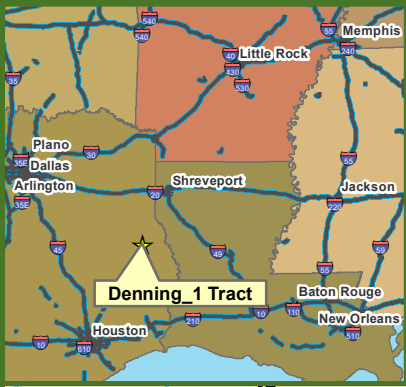 540
540
55
Memphis
240
40
Little Rock
430
530
35
Plano
30
35E
Dallas
Arlington
35E
20
Shreveport
55
Jackson
220
45
49
59
55
Denning_1 Tract
Baton Rouge
10
110
New Orleans
510
210
Houston
10
610